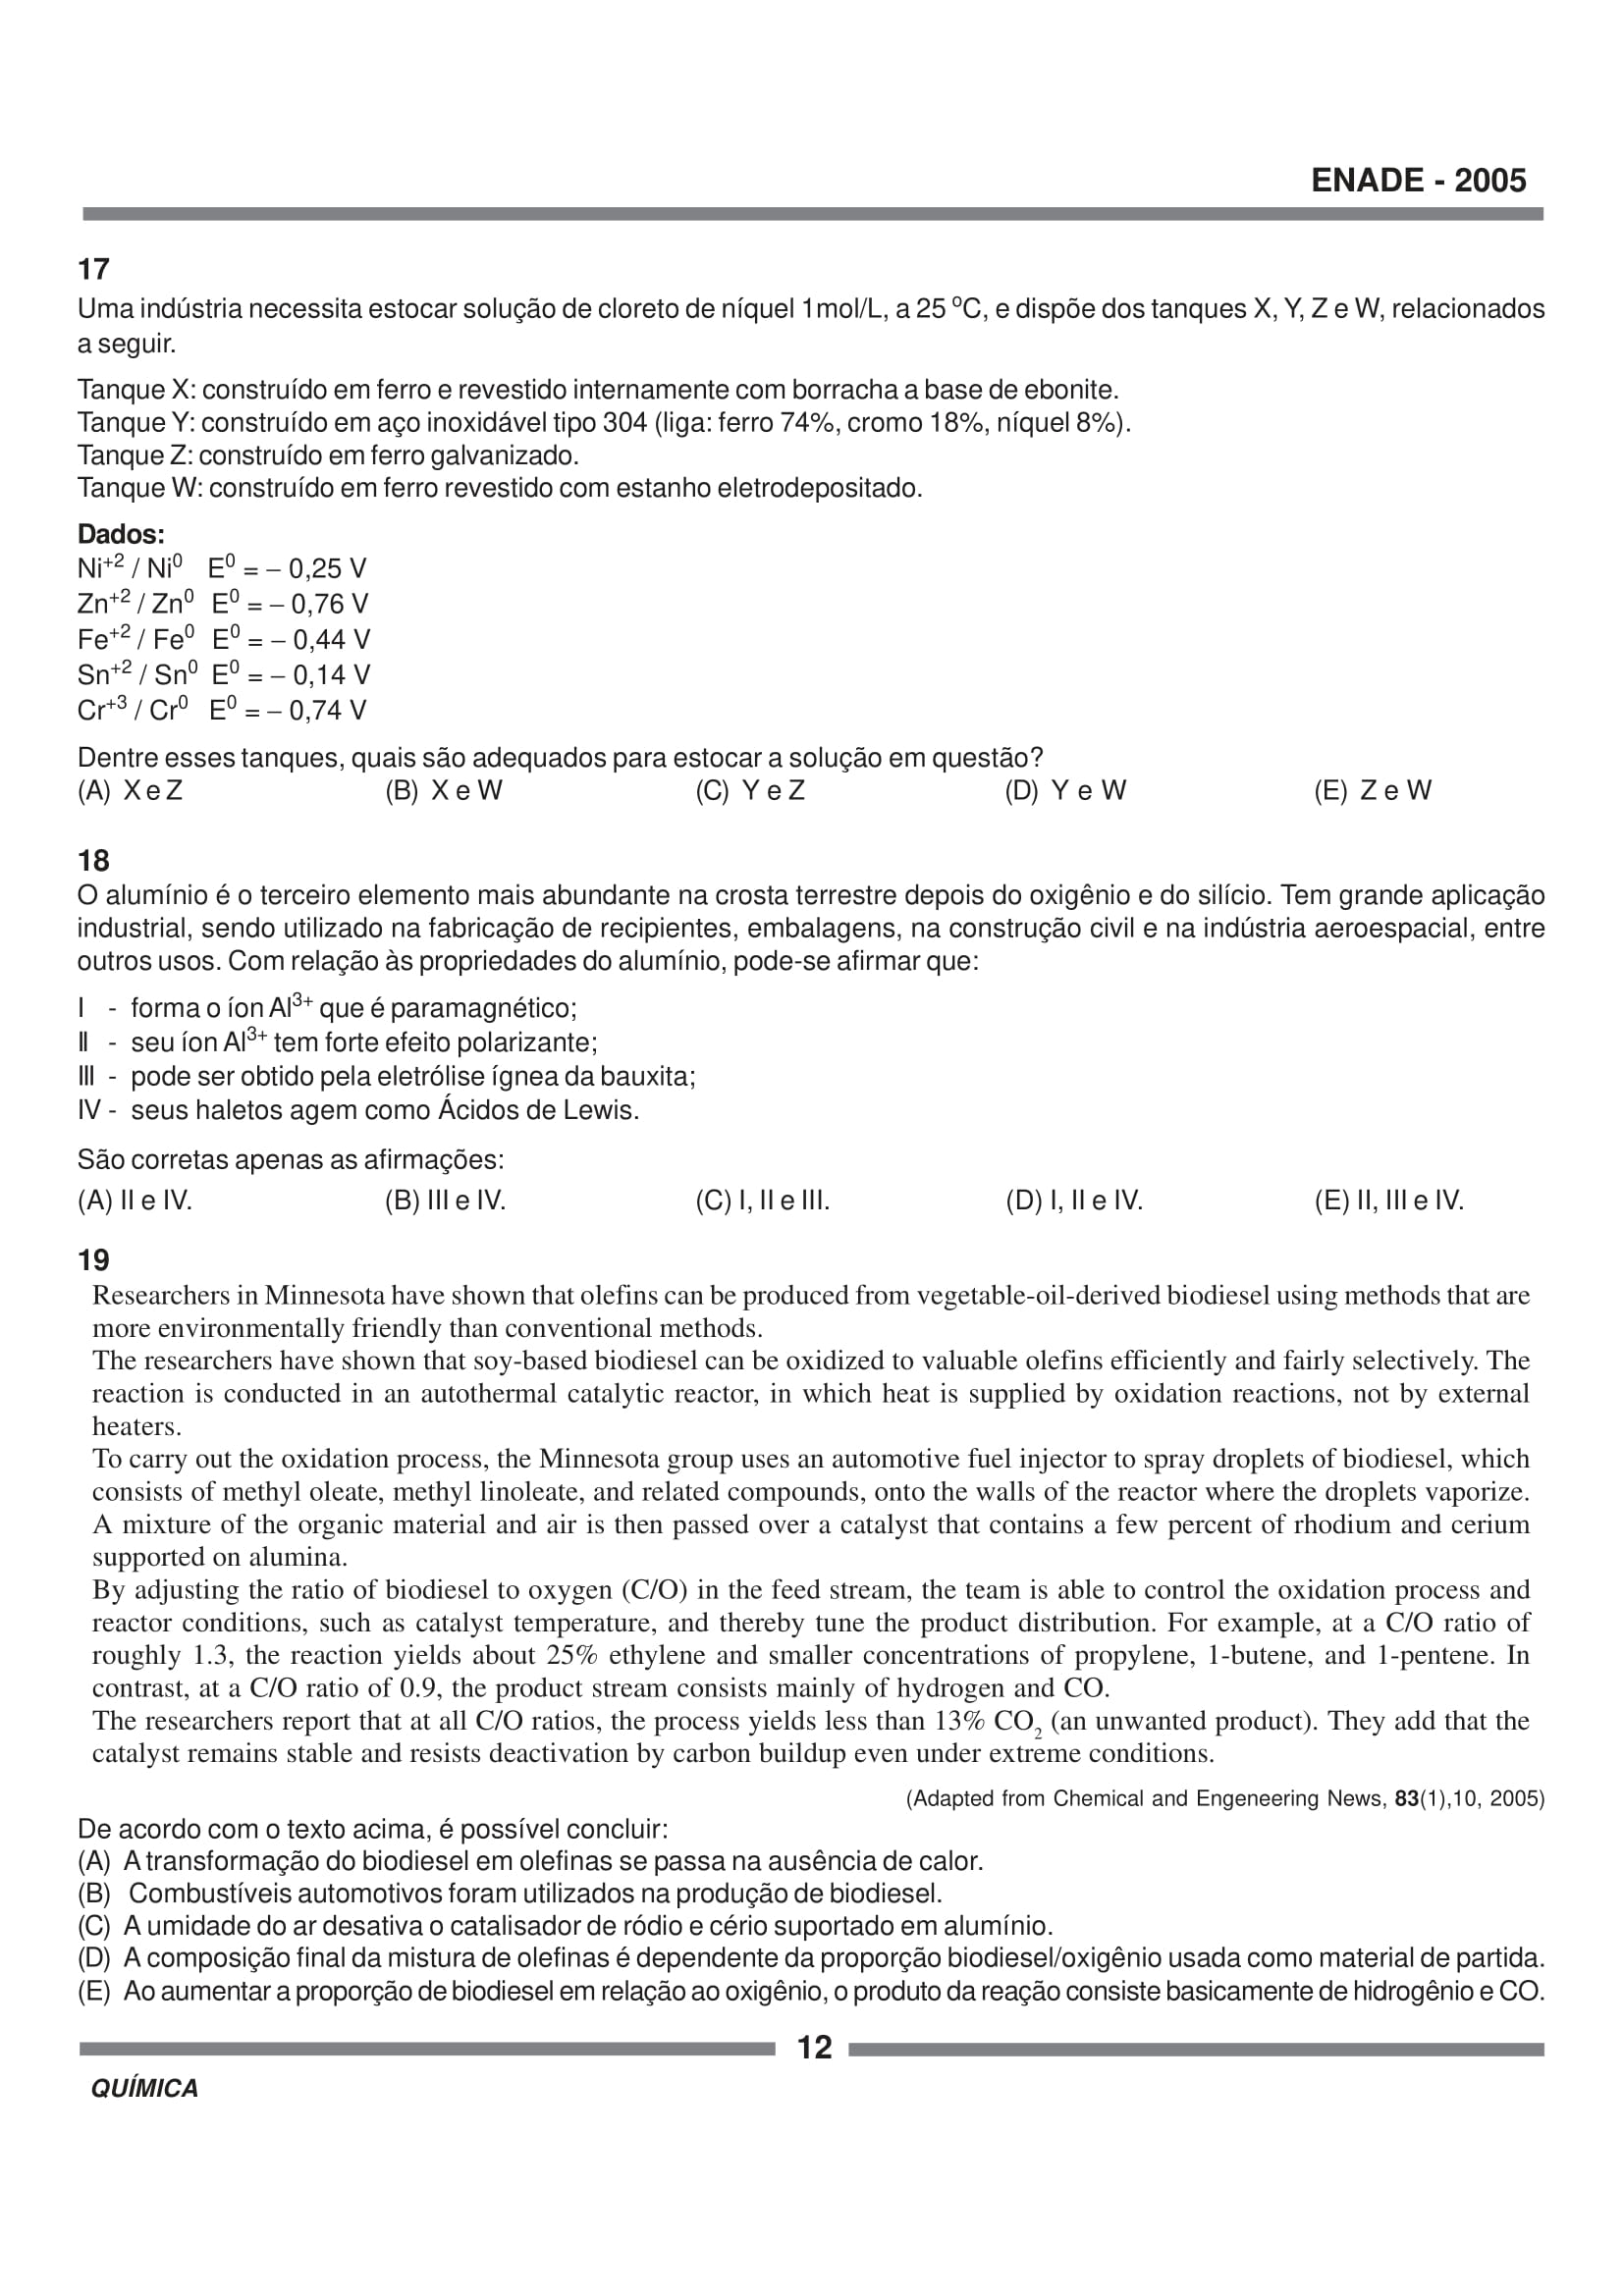 ENADE - 2005
17
Uma indústria necessita estocar solução de cloreto de níquel 1mol/L, a 25 ºC, e dispõe dos tanques X, Y, Z e W, relacionados
a seguir.
Tanque X: construído em ferro e revestido internamente com borracha a base de ebonite.
Tanque Y: construído em aço inoxidável tipo 304 (liga: ferro 74%, cromo 18%, níquel 8%).
Tanque Z: construído em ferro galvanizado.
Tanque W: construído em ferro revestido com estanho eletrodepositado.
Dados:
Ni⁺² / Ni⁰ E⁰ = – 0,25 V
Zn⁺² / Zn⁰ E⁰ = – 0,76 V
Fe⁺² / Fe⁰ E⁰ = – 0,44 V
Sn⁺² / Sn⁰ E⁰ = – 0,14 V
Cr⁺³ / Cr⁰ E⁰ = – 0,74 V
Dentre esses tanques, quais são adequados para estocar a solução em questão?
(A) X e Z (B) X e W (C) Y e Z (D) Y e W (E) Z e W
18
O alumínio é o terceiro elemento mais abundante na crosta terrestre depois do oxigênio e do silício. Tem grande aplicação
industrial, sendo utilizado na fabricação de recipientes, embalagens, na construção civil e na indústria aeroespacial, entre
outros usos. Com relação às propriedades do alumínio, pode-se afirmar que:
I - forma o íon Al³⁺ que é paramagnético;
II - seu íon Al³⁺ tem forte efeito polarizante;
III - pode ser obtido pela eletrólise ígnea da bauxita;
IV - seus haletos agem como Ácidos de Lewis.
São corretas apenas as afirmações:
(A) II e IV. (B) III e IV. (C) I, II e III. (D) I, II e IV. (E) II, III e IV.
19
Researchers in Minnesota have shown that olefins can be produced from vegetable-oil-derived biodiesel using methods that are
more environmentally friendly than conventional methods.
The researchers have shown that soy-based biodiesel can be oxidized to valuable olefins efficiently and fairly selectively. The
reaction is conducted in an autothermal catalytic reactor, in which heat is supplied by oxidation reactions, not by external
heaters.
To carry out the oxidation process, the Minnesota group uses an automotive fuel injector to spray droplets of biodiesel, which
consists of methyl oleate, methyl linoleate, and related compounds, onto the walls of the reactor where the droplets vaporize.
A mixture of the organic material and air is then passed over a catalyst that contains a few percent of rhodium and cerium
supported on alumina.
By adjusting the ratio of biodiesel to oxygen (C/O) in the feed stream, the team is able to control the oxidation process and
reactor conditions, such as catalyst temperature, and thereby tune the product distribution. For example, at a C/O ratio of
roughly 1.3, the reaction yields about 25% ethylene and smaller concentrations of propylene, 1-butene, and 1-pentene. In
contrast, at a C/O ratio of 0.9, the product stream consists mainly of hydrogen and CO.
The researchers report that at all C/O ratios, the process yields less than 13% CO₂ (an unwanted product). They add that the
catalyst remains stable and resists deactivation by carbon buildup even under extreme conditions.
(Adapted from Chemical and Engeneering News, 83(1),10, 2005)
De acordo com o texto acima, é possível concluir:
(A) A transformação do biodiesel em olefinas se passa na ausência de calor.
(B) Combustíveis automotivos foram utilizados na produção de biodiesel.
(C) A umidade do ar desativa o catalisador de ródio e cério suportado em alumínio.
(D) A composição final da mistura de olefinas é dependente da proporção biodiesel/oxigênio usada como material de partida.
(E) Ao aumentar a proporção de biodiesel em relação ao oxigênio, o produto da reação consiste basicamente de hidrogênio e CO.
12
QUÍMICA